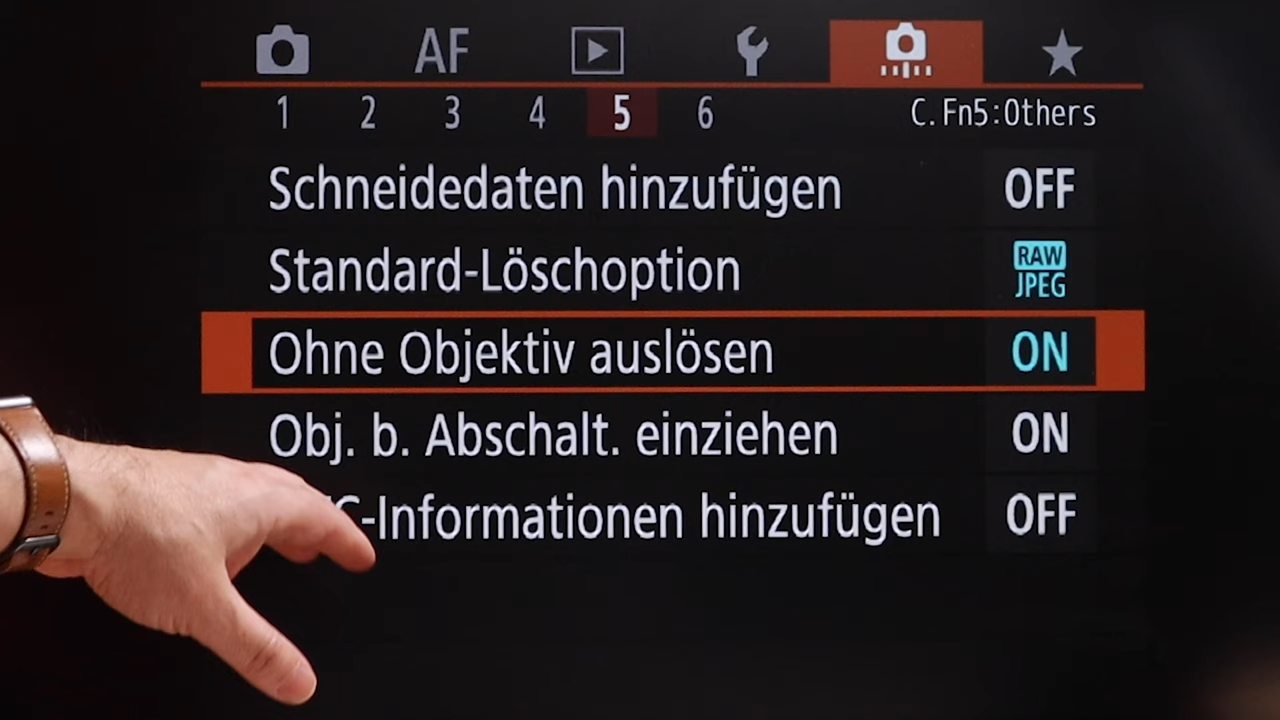 AF
1 2 3 4 5 6 C.Fn5:Others
Schneidedaten hinzufügen OFF
Standard-Löschoption RAW JPEG
Ohne Objektiv auslösen ON
Obj. b. Abschalt. einziehen ON
-Informationen hinzufügen OFF